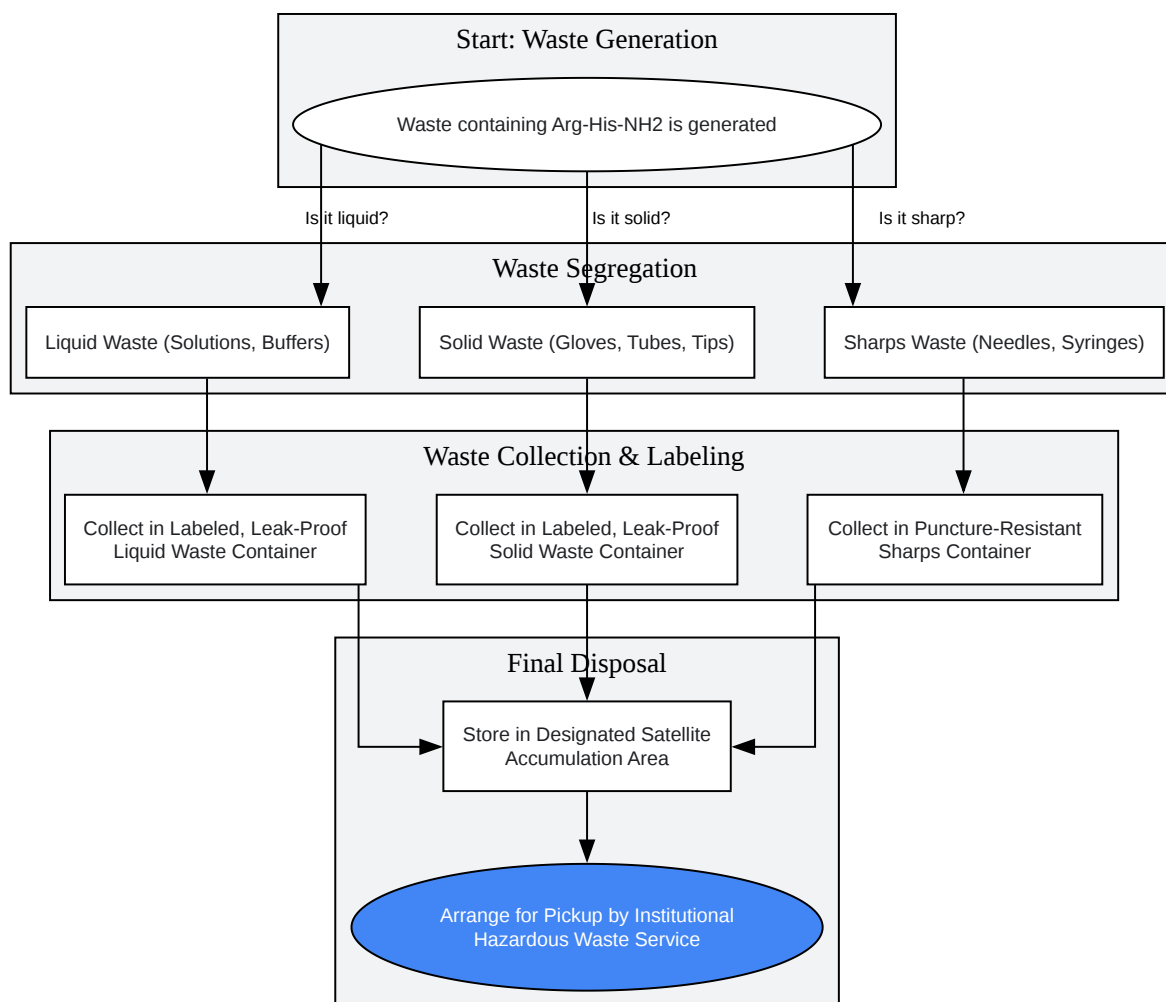 Start: Waste Generation
Waste containing Arg-His-NH2 is generated
Is it liquid?
Is it solid?
Is it sharp?
Waste Segregation
Liquid Waste (Solutions, Buffers)
Solid Waste (Gloves, Tubes, Tips)
Sharps Waste (Needles, Syringes)
Waste Collection & Labeling
Collect in Labeled, Leak-Proof
Liquid Waste Container
Collect in Labeled, Leak-Proof
Solid Waste Container
Collect in Puncture-Resistant
Sharps Container
Final Disposal
Store in Designated Satellite
Accumulation Area
Arrange for Pickup by Institutional
Hazardous Waste Service